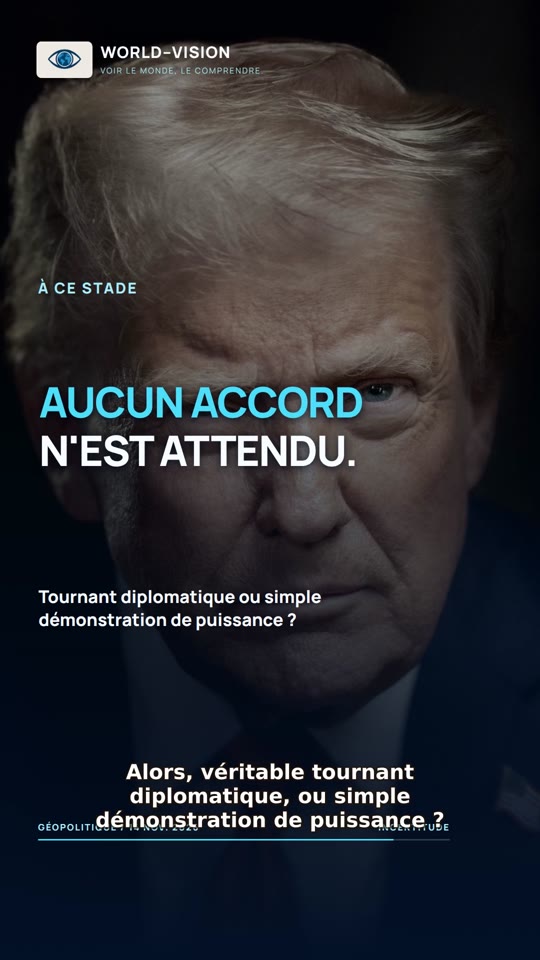 WORLD-VISION
VOIR LE MONDE. LE COMPRENDRE.
À CE STADE
AUCUN ACCORD
N'EST ATTENDU.
Tournant diplomatique ou simple
démonstration de puissance ?
Alors, véritable tournant
diplomatique, ou simple
démonstration de puissance ?
GÉOPOLITIQUE